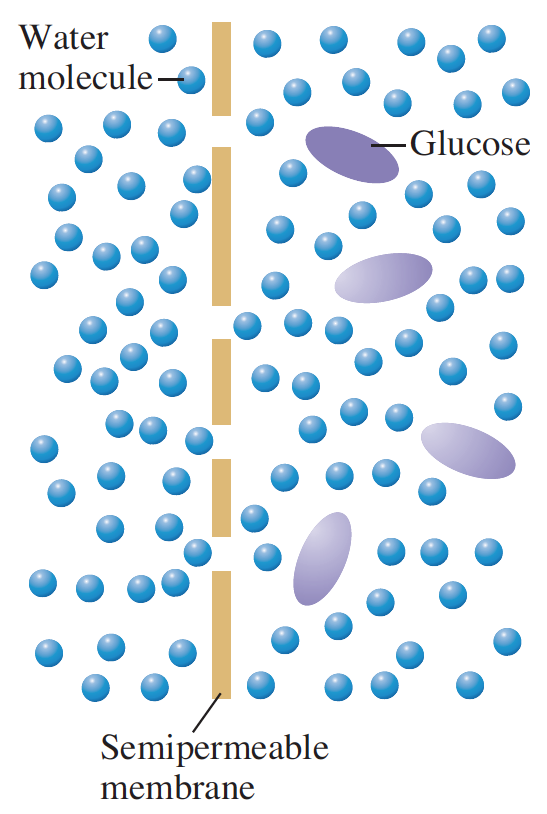 Water
molecule
Glucose
Semipermeable
membrane